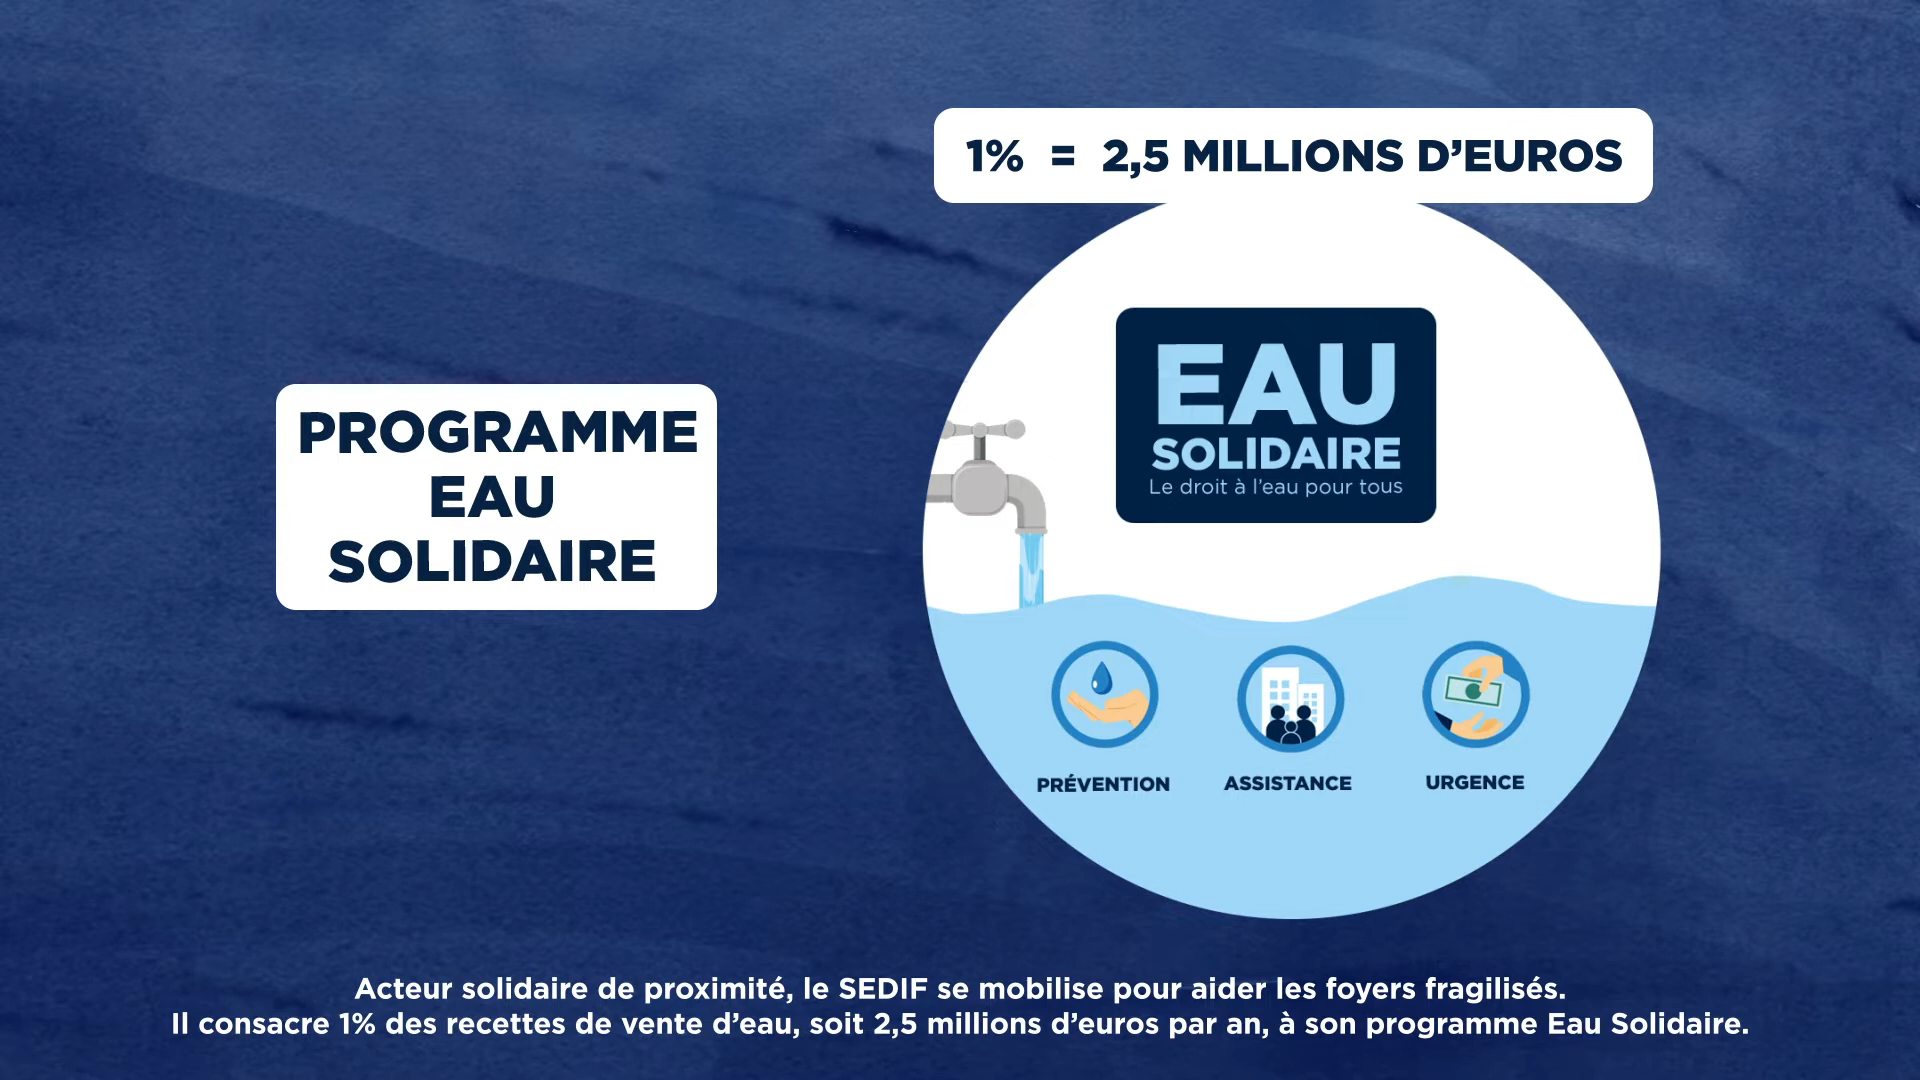 1% = 2,5 MILLIONS D’EUROS
PROGRAMME
EAU
SOLIDAIRE
EAU
SOLIDAIRE
Le droit à l’eau pour tous
PRÉVENTION
ASSISTANCE
URGENCE
Acteur solidaire de proximité, le SEDIF se mobilise pour aider les foyers fragilisés.
Il consacre 1% des recettes de vente d’eau, soit 2,5 millions d’euros par an, à son programme Eau Solidaire.